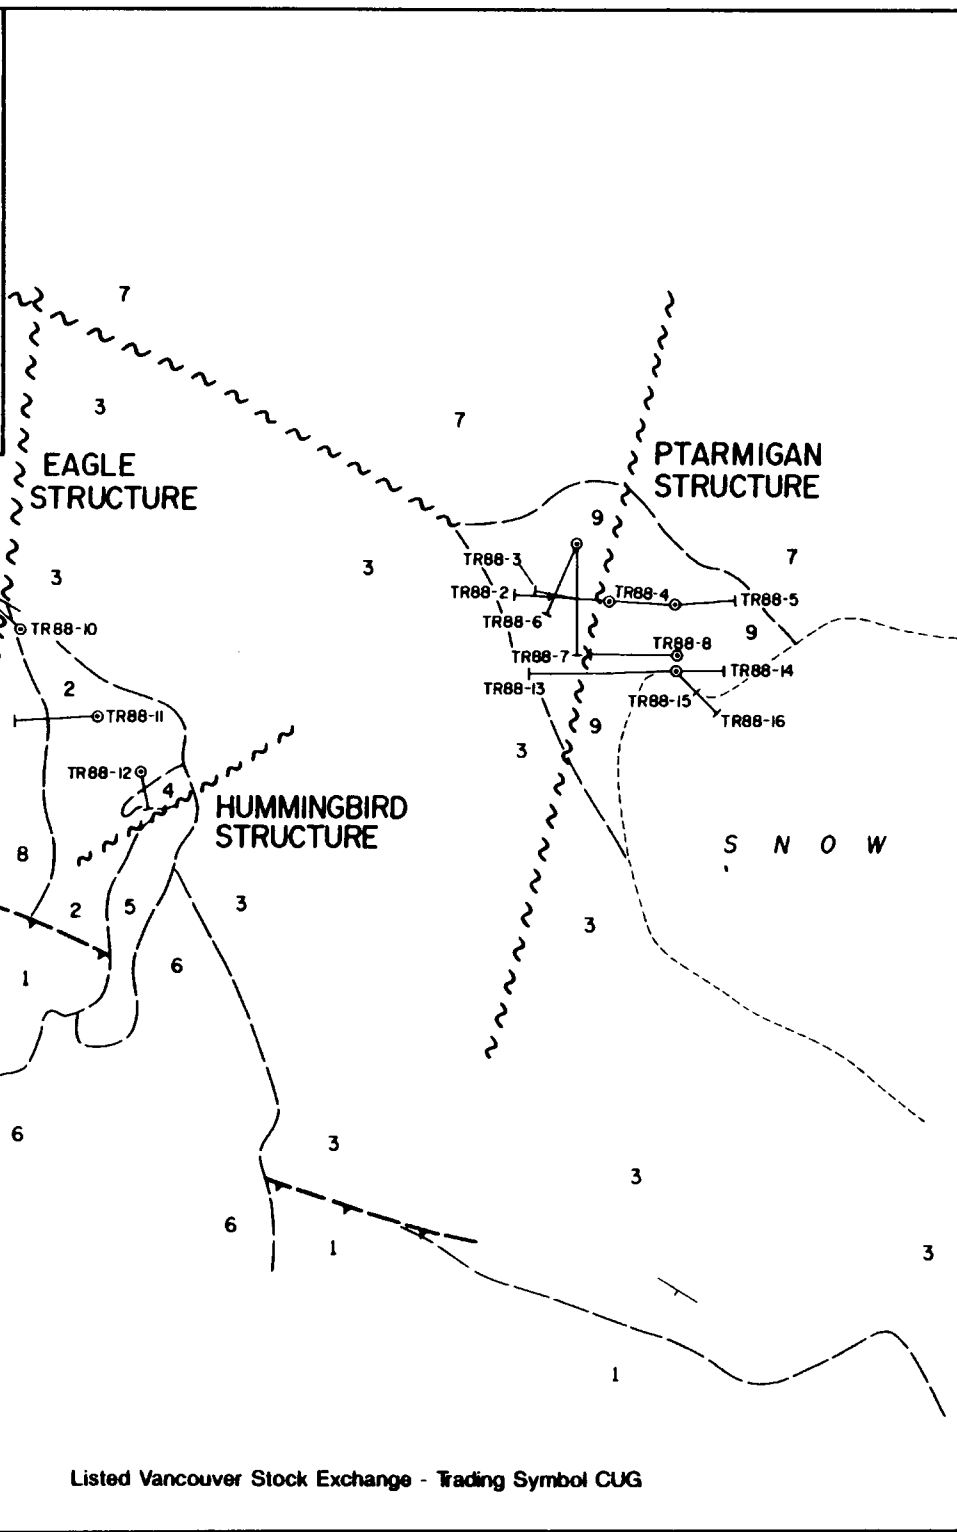 7
3
7
EAGLE
STRUCTURE
PTARMIGAN
STRUCTURE
9
3
3
7
TR88-3
TR88-2
TR88-4
TR88-5
TR88-6
TR88-10
9
TR88-8
TR88-7
TR88-14
TR88-13
2
TR88-15
TR88-11
TR88-16
9
3
TR88-12
4
HUMMINGBIRD
STRUCTURE
SNOW
8
2
5
3
3
6
1
6
3
3
6
1
3
1
Listed Vancouver Stock Exchange - Trading Symbol CUG